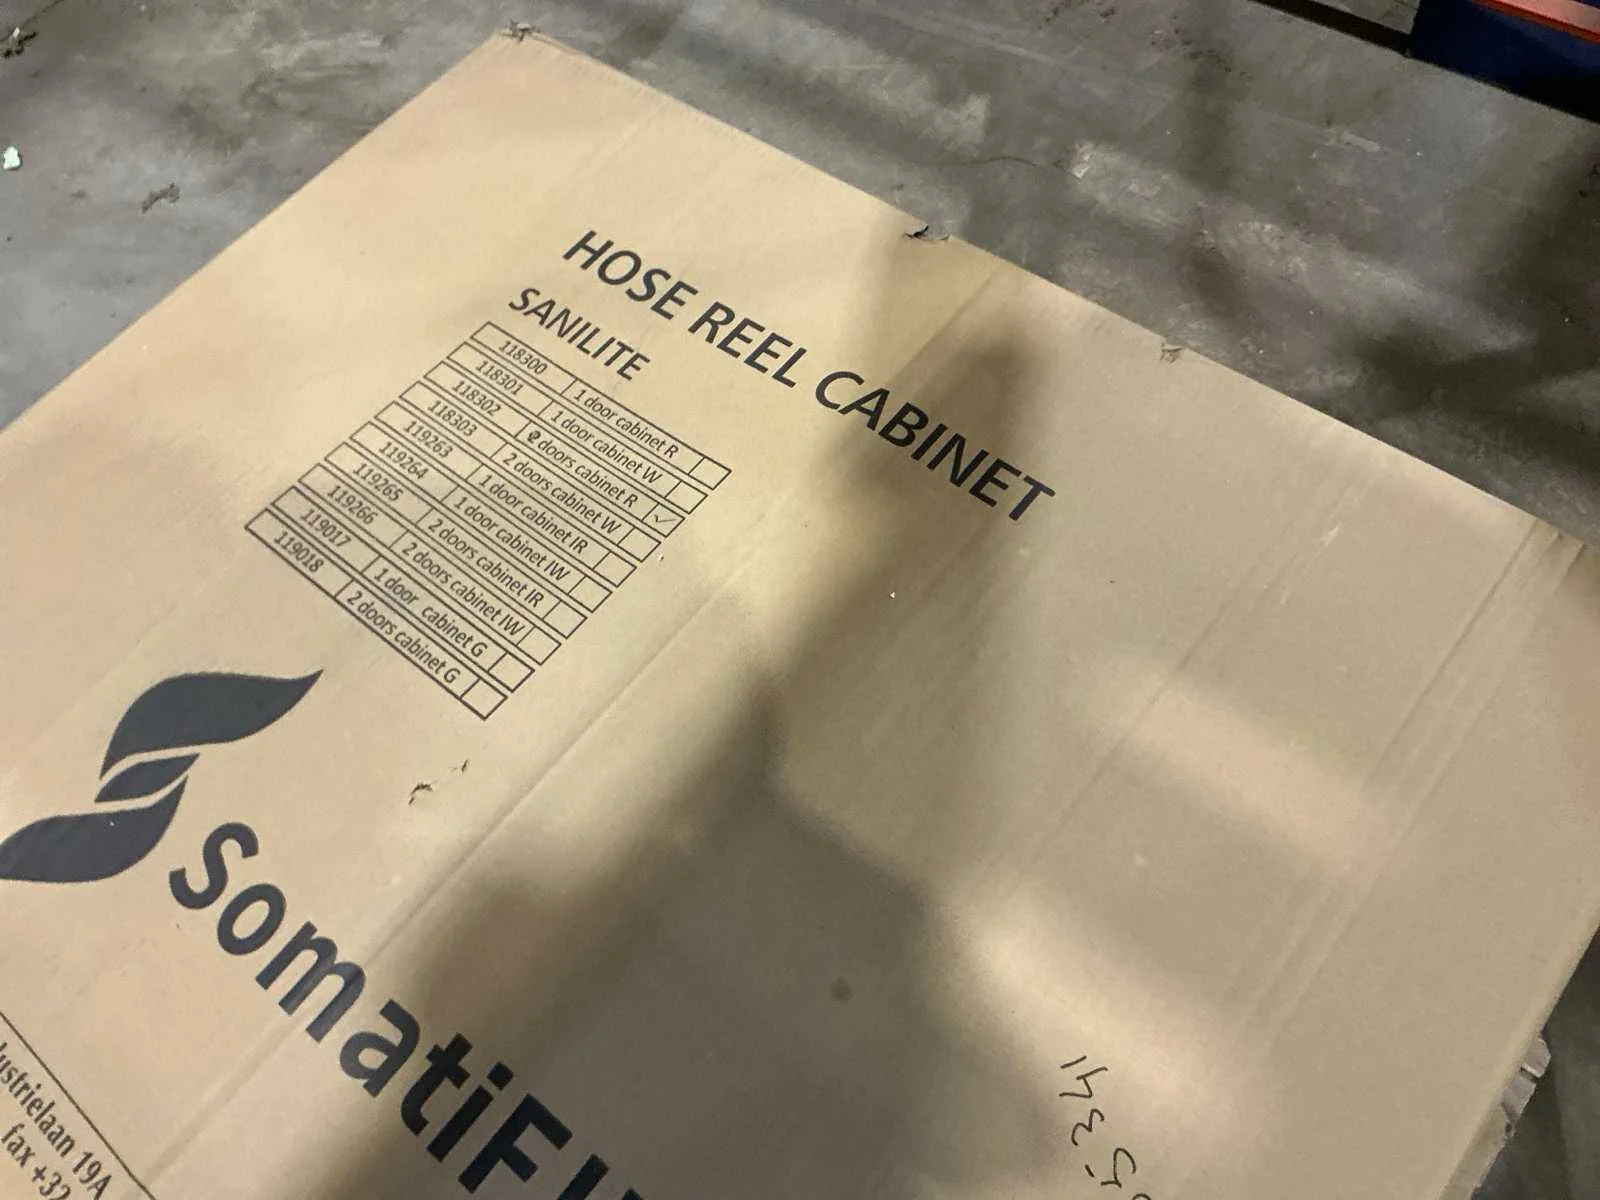 HOSE REEL CABINET
SANILITE
118300 1 door cabinet R
118301 1 door cabinet W
118302 2 doors cabinet R ✓
118303 2 doors cabinet W
119263 1 door cabinet IR
119264 1 door cabinet IW
119265 2 doors cabinet IR
119266 2 doors cabinet IW
119017 1 door cabinet G
119018 2 doors cabinet G
somatiF
ustrielaan 19A
fax +32